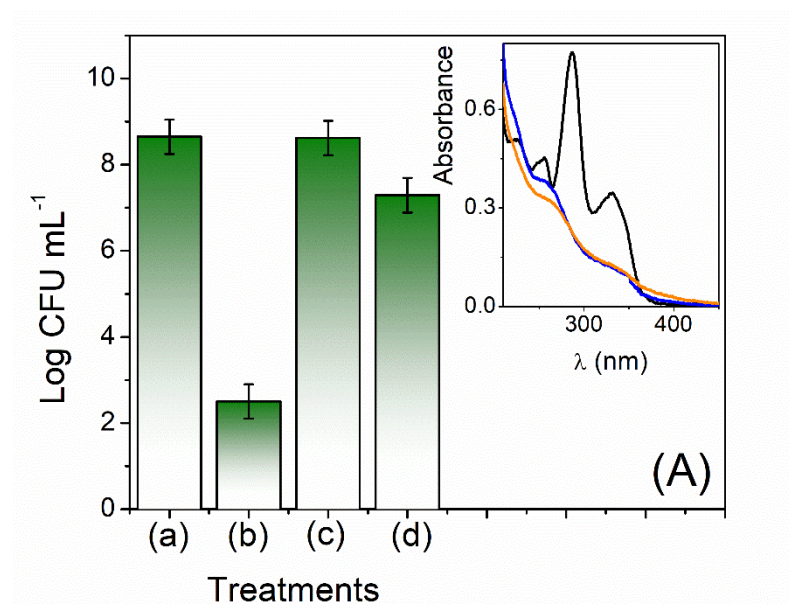 Log CFU mL⁻¹
10
8
6
4
2
0
(a) (b) (c) (d)
Treatments
Absorbance
0.6
0.3
0.0
300 400
λ (nm)
(A)